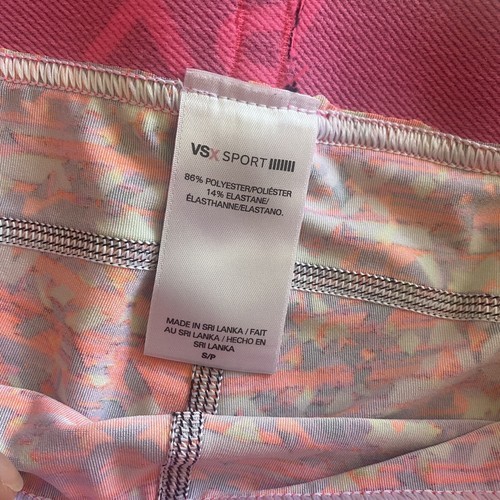 VSX SPORT
86% POLYESTER/POLIÉSTER
14% ELASTANE/
ÉLASTHANNE/ELASTANO.
MADE IN SRI LANKA / FAIT
AU SRI LANKA / HECHO EN
SRI LANKA
S/P